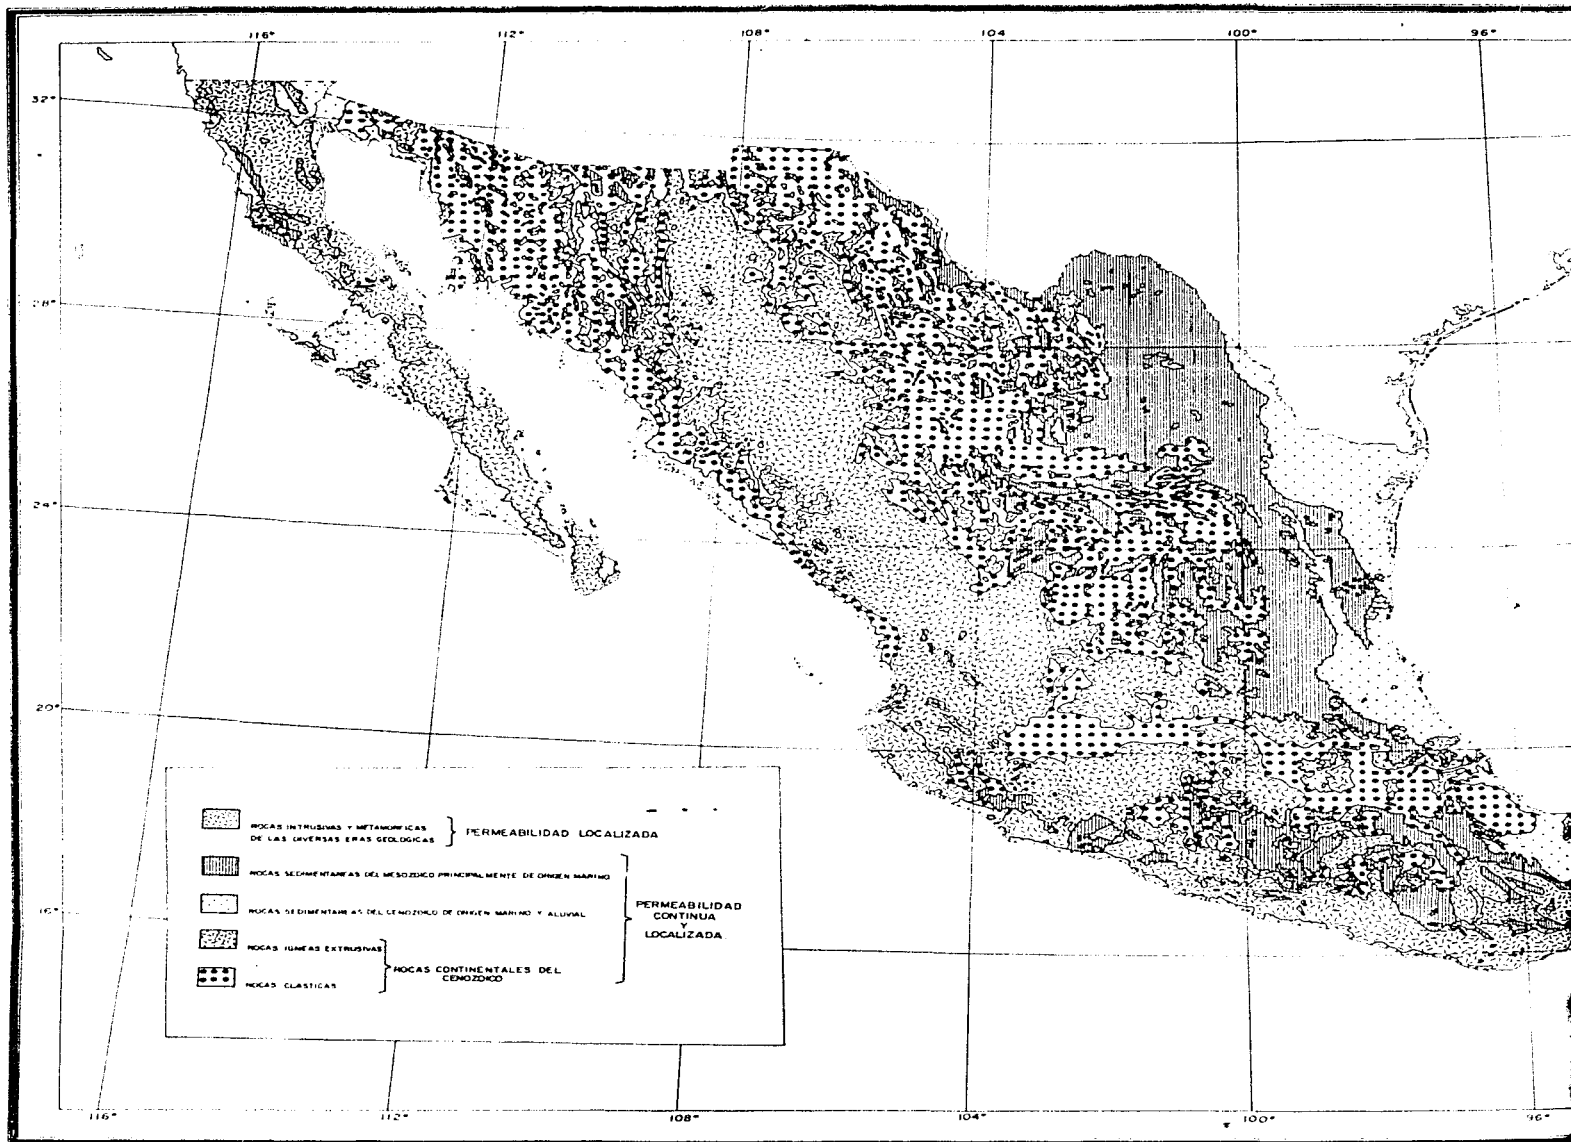 116° 112° 108° 104 100° 96°
32°
28°
24°
20°
16°
ROCAS INTRUSIVAS Y METAMORFICAS
DE LAS DIVERSAS ERAS GEOLOGICAS
PERMEABILIDAD LOCALIZADA
ROCAS SEDIMENTAREAS DEL MESOZOICO PRINCIPALMENTE DE ORIGEN MARINO
ROCAS SEDIMENTAREAS DEL CENOZOICO DE ORIGEN MARINO Y ALUVIAL
PERMEABILIDAD
CONTINUA
Y
LOCALIZADA
ROCAS IGNEAS EXTRUSIVAS
ROCAS CLASTICAS
ROCAS CONTINENTALES DEL
CENOZOICO
116° 112° 108° 104° 100° 96°